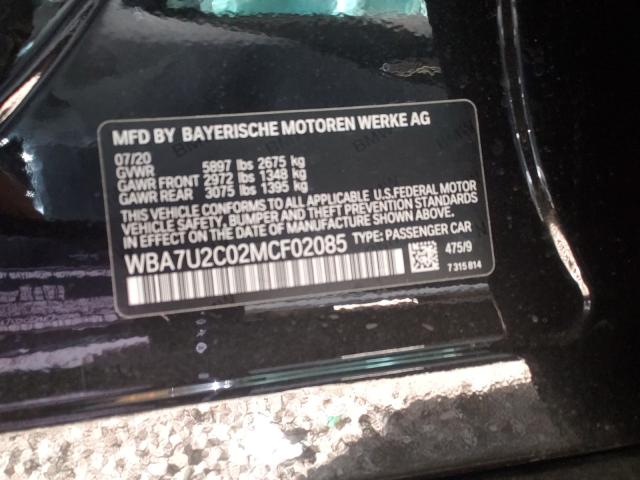 MFD BY BAYERISCHE MOTOREN WERKE AG
07/20
GVWR 5897 lbs 2675 kg
GAWR FRONT 2972 lbs 1348 kg
GAWR REAR 3075 lbs 1395 kg
THIS VEHICLE CONFORMS TO ALL APPLICABLE U.S.FEDERAL MOTOR
VEHICLE SAFETY, BUMPER AND THEFT PREVENTION STANDARDS
IN EFFECT ON THE DATE OF MANUFACTURE SHOWN ABOVE.
WBA7U2C02MCF02085 TYPE: PASSENGER CAR
475/9
7 315 814